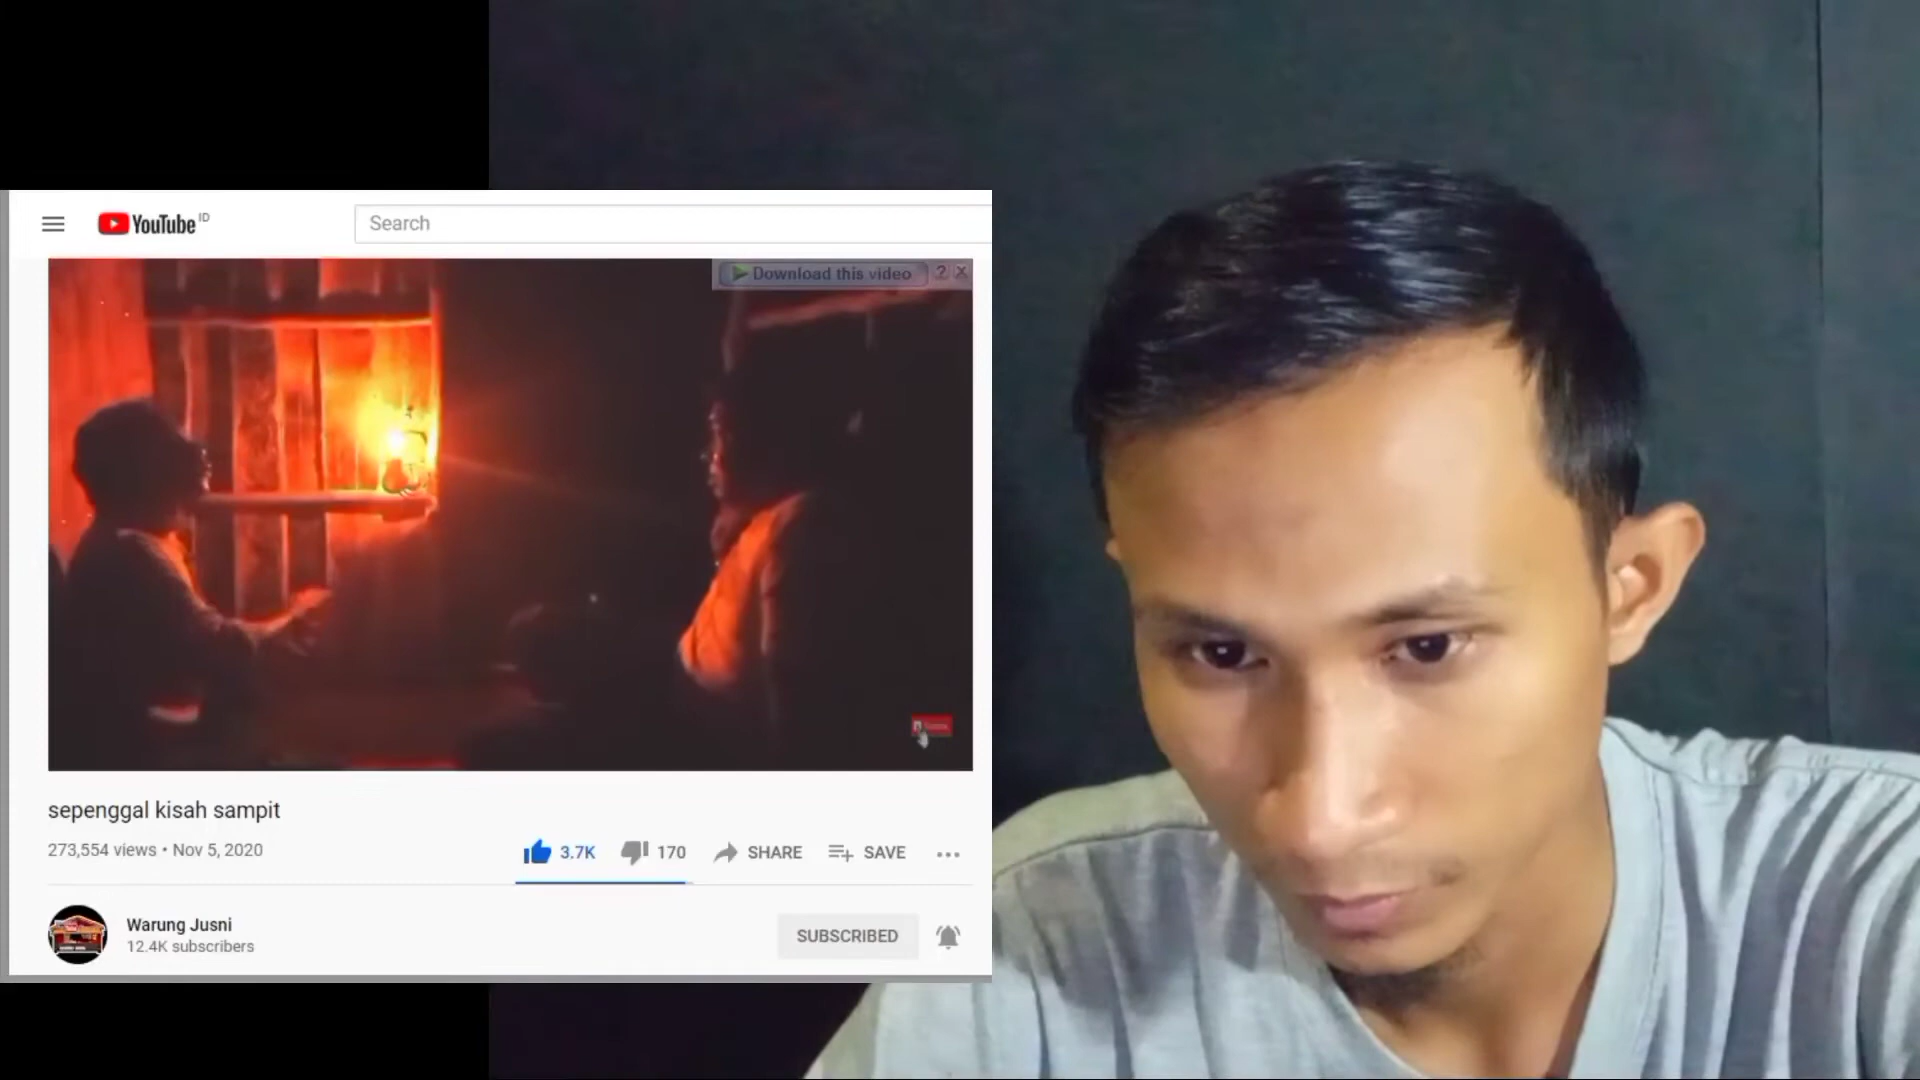 YouTube ID
Search
Download this video ? X
sepenggal kisah sampit
273,554 views • Nov 5, 2020
3.7K 170 SHARE SAVE
Warung Jusni
12.4K subscribers
SUBSCRIBED